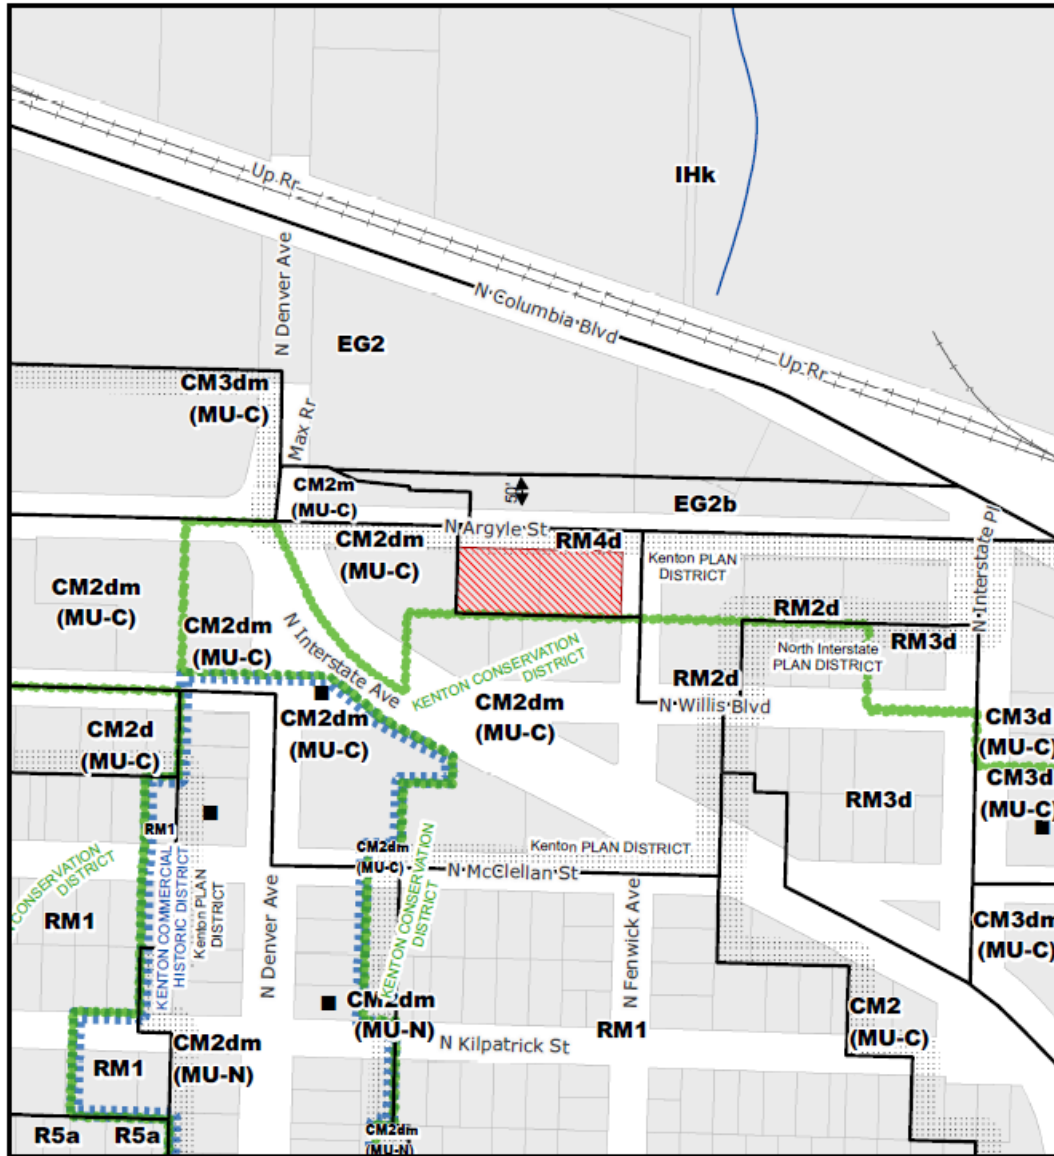 IHk
Up Rr
N Denver Ave
N Columbia Blvd
EG2
Up Rr
CM3dm
(MU-C)
Max Rr
CM2m
(MU-C)
50'
EG2b
N Argyle St
RM4d
CM2dm
(MU-C)
Kenton PLAN
DISTRICT
N Interstate Pl
CM2dm
(MU-C)
CM2dm
(MU-C)
N Interstate Ave
RM2d
RM3d
North Interstate
PLAN DISTRICT
KENTON CONSERVATION
DISTRICT
RM2d
N Willis Blvd
CM2dm
(MU-C)
CM2dm
(MU-C)
CM2d
(MU-C)
CM3d
(MU-C)
CM3d
(MU-C)
RM3d
RM1
CM2dm
(MU-C)
Kenton PLAN DISTRICT
N McClellan St
CONSERVATION
DISTRICT
RM1
KENTON COMMERCIAL
HISTORIC DISTRICT
Kenton PLAN
DISTRICT
N Denver Ave
KENTON CONSERVATION
DISTRICT
N Fenwick Ave
CM3dm
(MU-C)
CM2dm
(MU-N)
RM1
CM2
(MU-C)
N Kilpatrick St
CM2dm
(MU-N)
RM1
R5a
R5a
CM2dm
(MU-N)